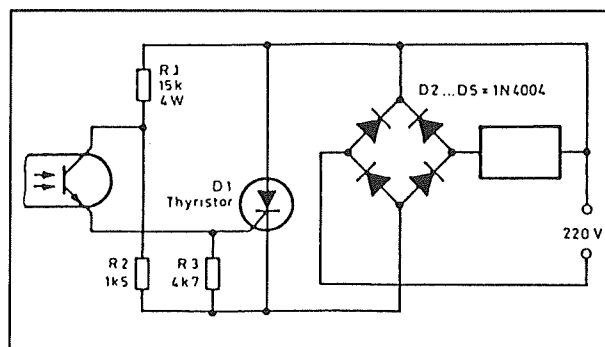 R1
15k
4W
D2...D5 = 1N4004
D1
Thyristor
220 V
R2
1k5
R3
4k7